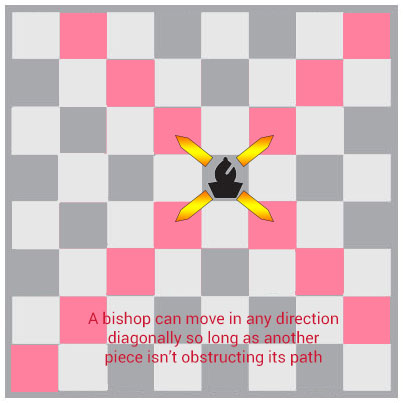 A bishop can move in any direction
diagonally so long as another
piece isn't obstructing its path